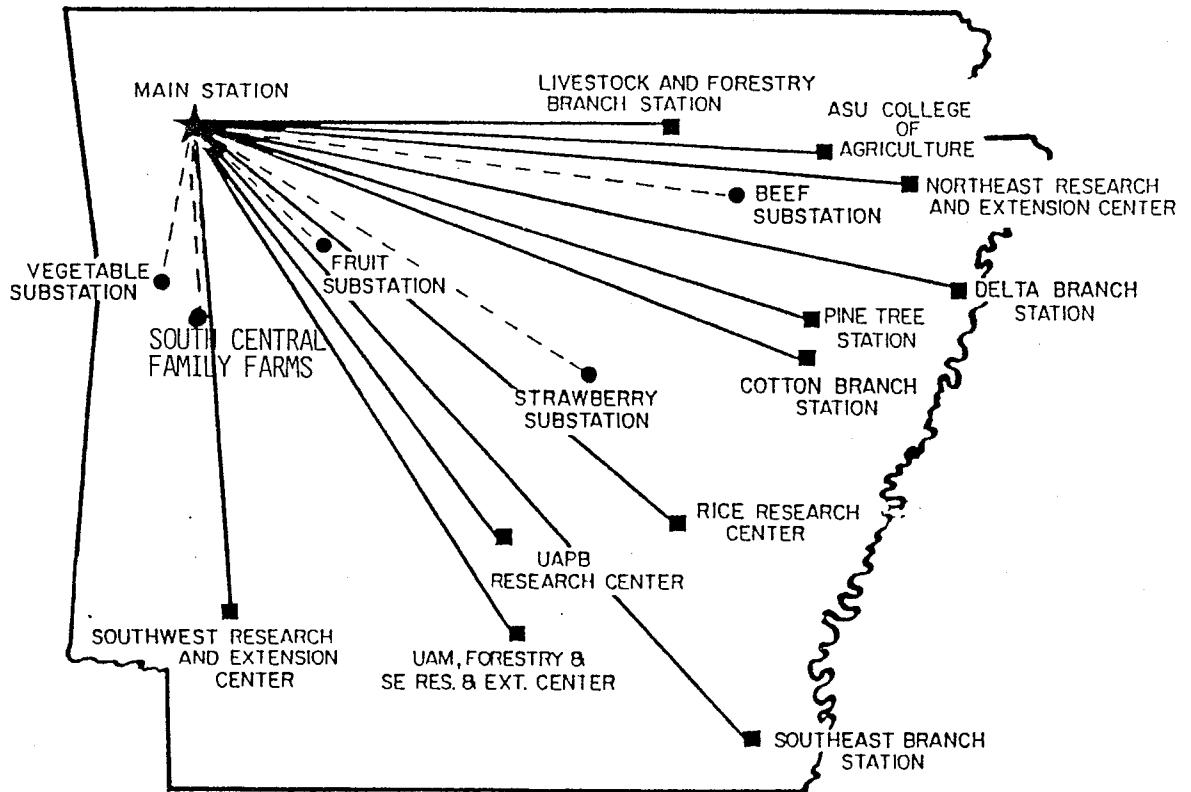 MAIN STATION
LIVESTOCK AND FORESTRY
BRANCH STATION
ASU COLLEGE
OF
AGRICULTURE
NORTHEAST RESEARCH
AND EXTENSION CENTER
BEEF
SUBSTATION
VEGETABLE
SUBSTATION
FRUIT
SUBSTATION
DELTA BRANCH
STATION
SOUTH CENTRAL
FAMILY FARMS
PINE TREE
STATION
COTTON BRANCH
STATION
STRAWBERRY
SUBSTATION
RICE RESEARCH
CENTER
UAPB
RESEARCH CENTER
SOUTHWEST RESEARCH
AND EXTENSION
CENTER
UAM, FORESTRY &
SE RES. & EXT. CENTER
SOUTHEAST BRANCH
STATION